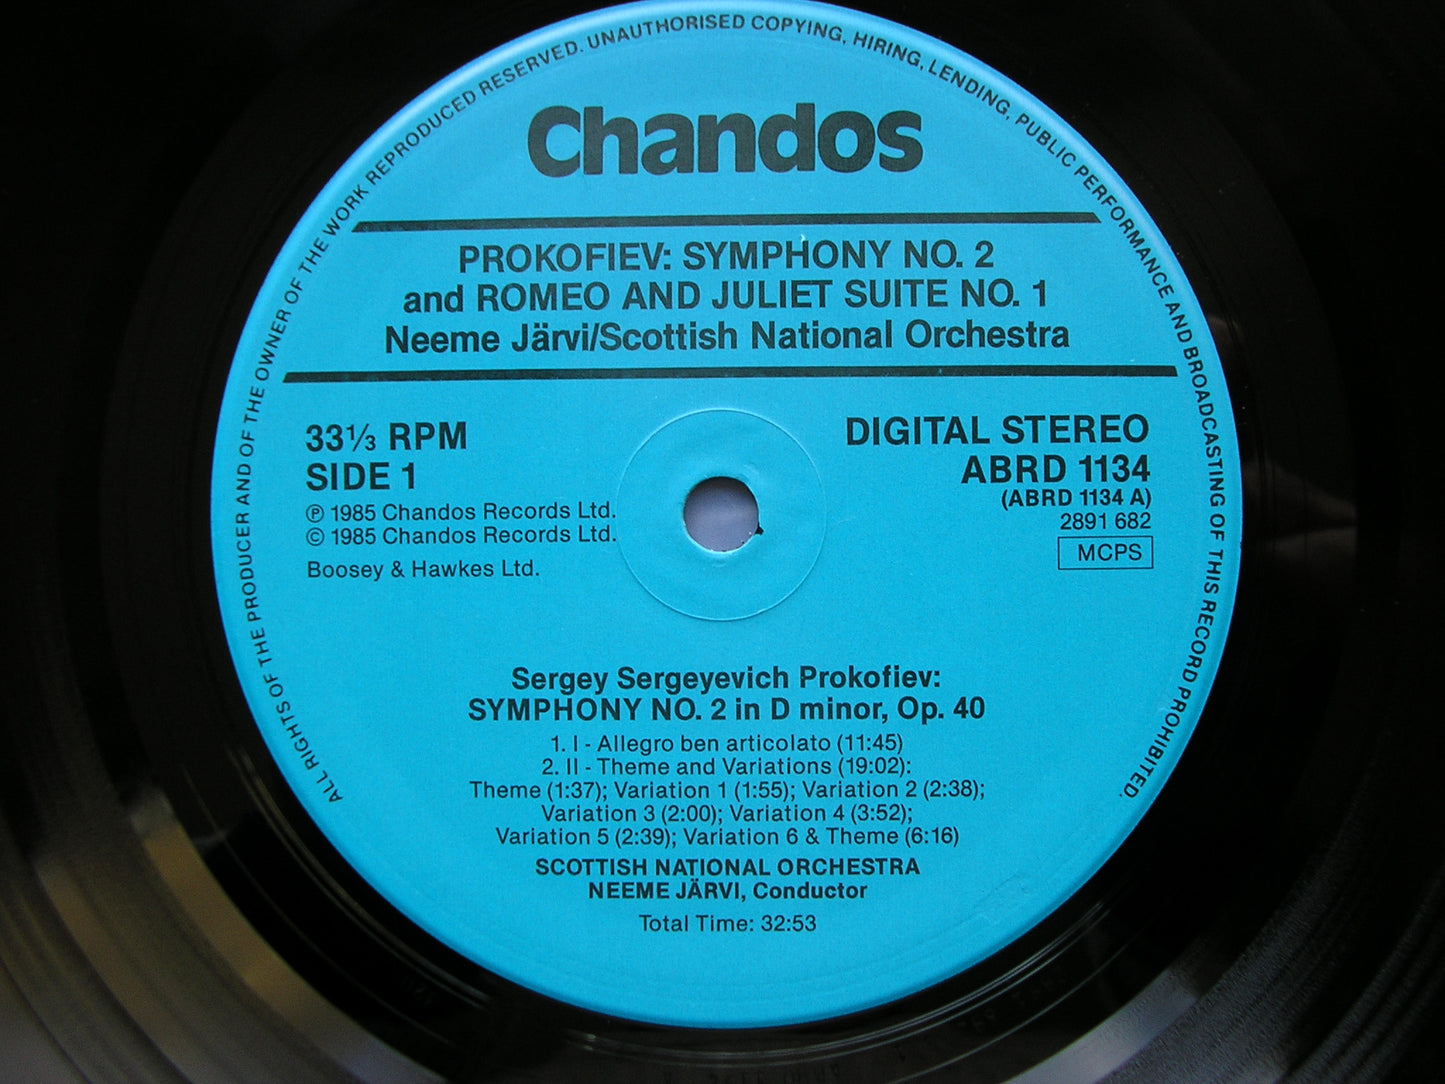 ALL RIGHTS OF THE PRODUCER AND OF THE OWNER OF THE WORK REPRODUCED RESERVED. UNAUTHORISED COPYING, HIRING, LENDING, PUBLIC PERFORMANCE AND BROADCASTING OF THIS RECORD PROHIBITED.
Chandos
PROKOFIEV: SYMPHONY NO. 2
and ROMEO AND JULIET SUITE NO. 1
Neeme Järvi/Scottish National Orchestra
33⅓ RPM
SIDE 1
℗ 1985 Chandos Records Ltd.
© 1985 Chandos Records Ltd.
Boosey & Hawkes Ltd.
DIGITAL STEREO
ABRD 1134
(ABRD 1134 A)
2891 682
MCPS
Sergey Sergeyevich Prokofiev:
SYMPHONY NO. 2 in D minor, Op. 40
1. I - Allegro ben articolato (11:45)
2. II - Theme and Variations (19:02):
Theme (1:37); Variation 1 (1:55); Variation 2 (2:38);
Variation 3 (2:00); Variation 4 (3:52);
Variation 5 (2:39); Variation 6 & Theme (6:16)
SCOTTISH NATIONAL ORCHESTRA
NEEME JÄRVI, Conductor
Total Time: 32:53